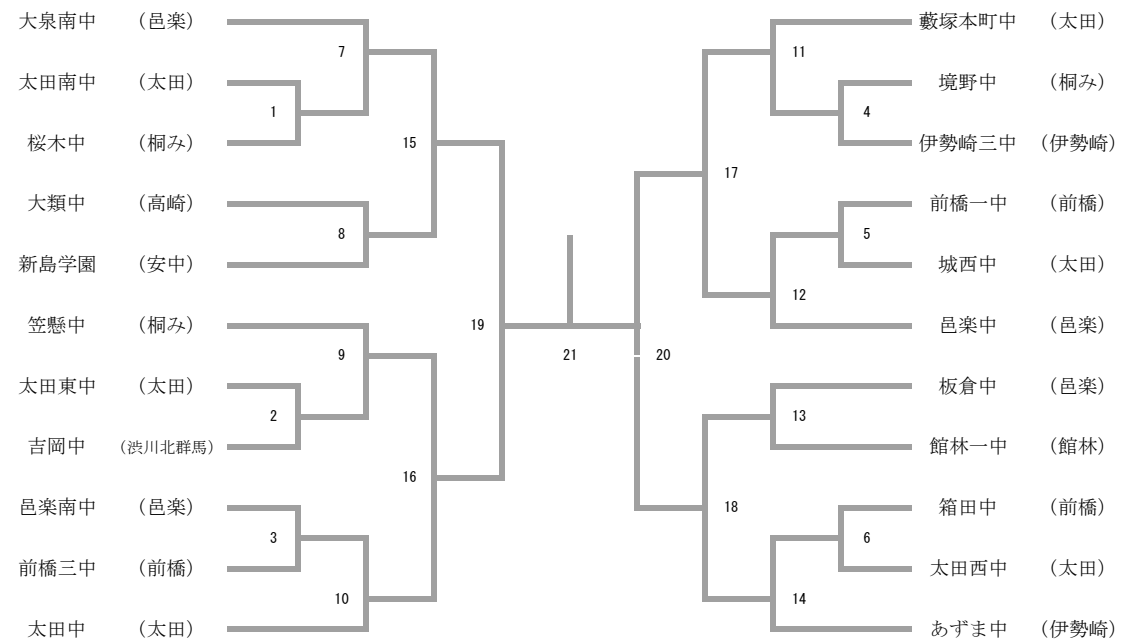 大泉南中 (邑楽)
7
太田南中 (太田)
1
桜木中 (桐み)
15
大類中 (高崎)
8
新島学園 (安中)
笠懸中 (桐み)
19
9
太田東中 (太田)
2
吉岡中 (渋川北群馬)
16
邑楽南中 (邑楽)
3
前橋三中 (前橋)
10
太田中 (太田)
21
20
藪塚本町中 (太田)
11
境野中 (桐み)
4
伊勢崎三中 (伊勢崎)
17
前橋一中 (前橋)
5
城西中 (太田)
12
邑楽中 (邑楽)
板倉中 (邑楽)
13
館林一中 (館林)
18
箱田中 (前橋)
6
太田西中 (太田)
14
あずま中 (伊勢崎)